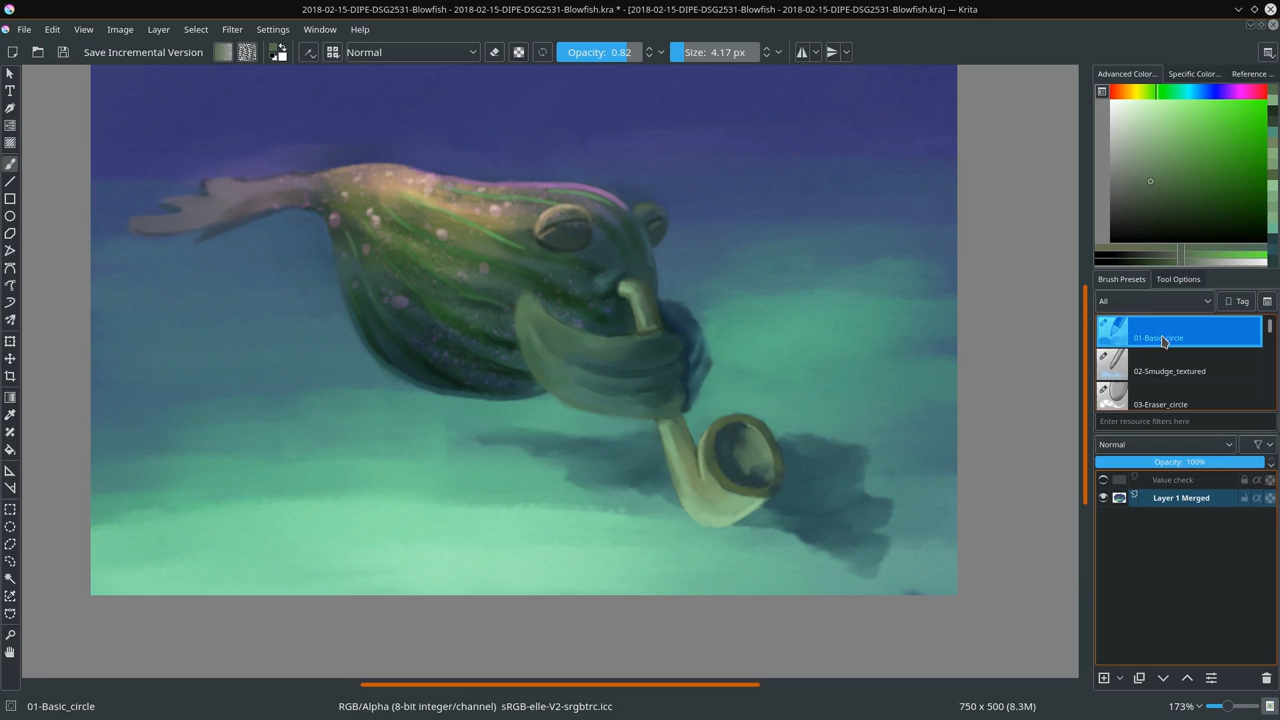 2018-02-15-DIPE-DSG2531-Blowfish - 2018-02-15-DIPE-DSG2531-Blowfish.kra * - [2018-02-15-DIPE-DSG2531-Blowfish - 2018-02-15-DIPE-DSG2531-Blowfish.kra] — Krita
File Edit View Image Layer Select Filter Settings Window Help
Save Incremental Version Normal Opacity: 0.82 Size: 4.17 px
Advanced Color... Specific Color... Reference ...
Brush Presets Tool Options
All Tag
01-Basic_circle
02-Smudge_textured
03-Eraser_circle
Enter resource filters here
Normal
Opacity: 100%
Value check
Layer 1 Merged
01-Basic_circle RGB/Alpha (8-bit integer/channel) sRGB-elle-V2-srgbtrc.icc 750 x 500 (8.3M) 173%